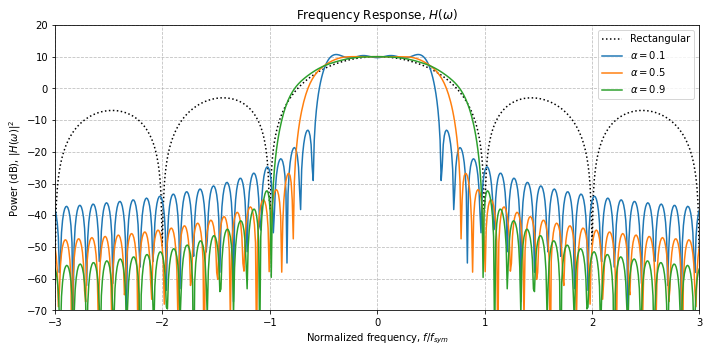 Frequency Response, H(ω)
Rectangular
α = 0.1
α = 0.5
α = 0.9
Power (dB), |H(ω)|²
20
10
0
−10
−20
−30
−40
−50
−60
−70
−3
−2
−1
0
1
2
3
Normalized frequency, f/f_sym